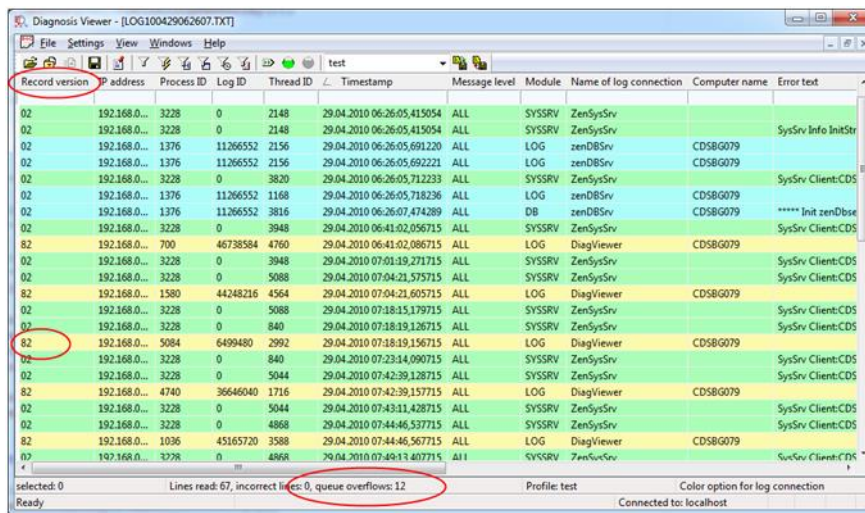 Diagnosis Viewer - [LOG100429062607.TXT]
File Settings View Windows Help
test
Record version IP address Process ID Log ID Thread ID Timestamp Message level Module Name of log connection Computer name Error text
02 192.168.0... 3228 0 2148 29.04.2010 06:26:05,415054 ALL SYSSRV ZenSysSrv
02 192.168.0... 3228 0 2148 29.04.2010 06:26:05,415054 ALL SYSSRV ZenSysSrv SysSrv Info InitStr
02 192.168.0... 1376 11266552 2156 29.04.2010 06:26:05,691220 ALL LOG zenDBSrv CDSBG079
02 192.168.0... 1376 11266552 2156 29.04.2010 06:26:05,692221 ALL LOG zenDBSrv CDSBG079
02 192.168.0... 3228 0 3820 29.04.2010 06:26:05,712233 ALL SYSSRV ZenSysSrv SysSrv Client:CDS
02 192.168.0... 1376 11266552 1168 29.04.2010 06:26:05,718236 ALL LOG zenDBSrv CDSBG079
02 192.168.0... 1376 11266552 3816 29.04.2010 06:26:07,474289 ALL DB zenDBSrv CDSBG079 ***** Init zenDbse
02 192.168.0... 3228 0 3948 29.04.2010 06:41:02,056715 ALL SYSSRV ZenSysSrv SysSrv Client:CDS
82 192.168.0... 700 46738584 4760 29.04.2010 06:41:02,086715 ALL LOG DiagViewer CDSBG079
02 192.168.0... 3228 0 3948 29.04.2010 07:01:19,271715 ALL SYSSRV ZenSysSrv SysSrv Client:CDS
02 192.168.0... 3228 0 5088 29.04.2010 07:04:21,575715 ALL SYSSRV ZenSysSrv SysSrv Client:CDS
82 192.168.0... 1580 44248216 4564 29.04.2010 07:04:21,605715 ALL LOG DiagViewer CDSBG079
02 192.168.0... 3228 0 5088 29.04.2010 07:18:15,179715 ALL SYSSRV ZenSysSrv SysSrv Client:CDS
02 192.168.0... 3228 0 840 29.04.2010 07:18:19,126715 ALL SYSSRV ZenSysSrv SysSrv Client:CDS
82 192.168.0... 5084 6499480 2992 29.04.2010 07:18:19,156715 ALL LOG DiagViewer CDSBG079
02 192.168.0... 3228 0 840 29.04.2010 07:23:14,090715 ALL SYSSRV ZenSysSrv SysSrv Client:CDS
02 192.168.0... 3228 0 5044 29.04.2010 07:42:39,128715 ALL SYSSRV ZenSysSrv SysSrv Client:CDS
82 192.168.0... 4740 36646040 1716 29.04.2010 07:42:39,157715 ALL LOG DiagViewer CDSBG079
02 192.168.0... 3228 0 5044 29.04.2010 07:43:11,428715 ALL SYSSRV ZenSysSrv SysSrv Client:CDS
02 192.168.0... 3228 0 4868 29.04.2010 07:44:46,537715 ALL SYSSRV ZenSysSrv SysSrv Client:CDS
82 192.168.0... 1036 45165720 3588 29.04.2010 07:44:46,567715 ALL LOG DiagViewer CDSBG079
02 192.168.0... 3228 0 4868 29.04.2010 07:49:13,407715 ALL SYSSRV ZenSysSrv SysSrv Client:CDS
selected: 0 Lines read: 67, incorrect lines: 0, queue overflows: 12 Profile: test Color option for log connection
Ready Connected to: localhost